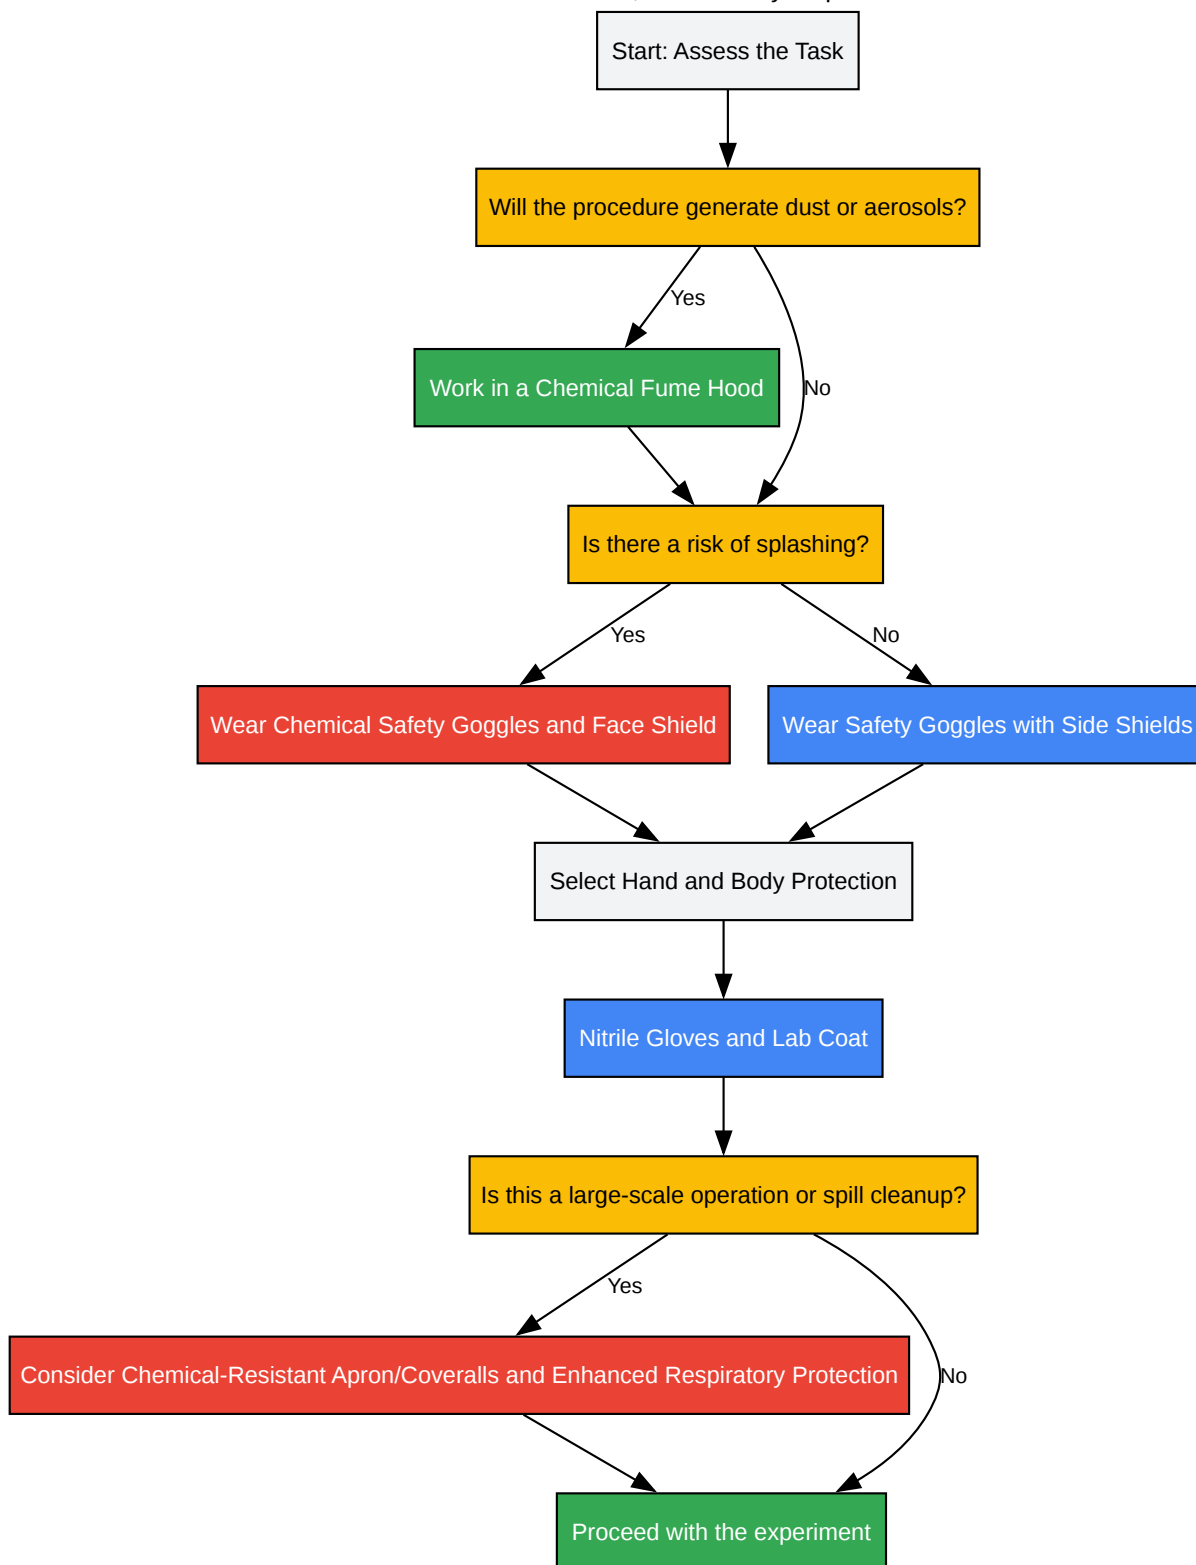 Start: Assess the Task
Will the procedure generate dust or aerosols?
Yes
Work in a Chemical Fume Hood
No
Is there a risk of splashing?
Yes
No
Wear Chemical Safety Goggles and Face Shield
Wear Safety Goggles with Side Shields
Select Hand and Body Protection
Nitrile Gloves and Lab Coat
Is this a large-scale operation or spill cleanup?
Yes
Consider Chemical-Resistant Apron/Coveralls and Enhanced Respiratory Protection
No
Proceed with the experiment